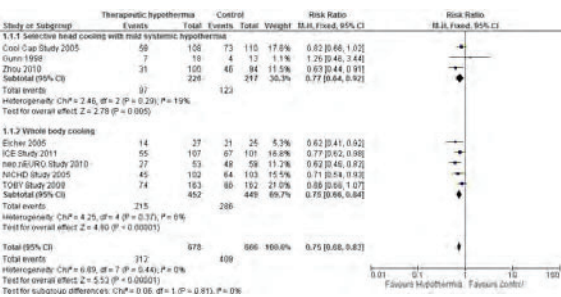 Therapeutic hypotherma Control Risk Ratio Risk Ratio
Study or Subgroup Events Total Events Total Weight M-H, Fixed, 95% CI M-H, Fixed, 95% CI
1.1.1 Selective head cooling with mild systemic hypothermia
Cool Cap Study 2005 59 108 73 110 17.8% 0.82 [0.66, 1.02]
Gunn 1998 7 18 4 13 1.26 [0.46, 3.44]
Zhou 2010 31 100 46 94 0.63 [0.44, 0.91]
Subtotal (95% CI) 226 217 30.3% 0.77 [0.64, 0.92]
Total events 97 123
Heterogeneity: Chi² = 2.46, df = 2 (P = 0.29); I² = 19%
Test for overall effect: Z = 2.78 (P = 0.005)
1.1.2 Whole body cooling
Eicher 2005 14 27 21 25 5.3% 0.62 [0.41, 0.92]
ICE Study 2011 55 107 67 101 0.77 [0.62, 0.98]
neo.nEURO Study 2010 27 53 48 58 0.62 [0.46, 0.82]
NICHD Study 2005 45 102 64 103 0.71 [0.54, 0.93]
TOBY Study 2009 74 163 86 162 21.0% 0.86 [0.68, 1.07]
Subtotal (95% CI) 452 449 69.7% 0.75 [0.66, 0.84]
Total events 215 286
Heterogeneity: Chi² = 4.25, df = 4 (P = 0.37); I² = 6%
Test for overall effect: Z = 4.80 (P < 0.00001)
Total (95% CI) 678 666 100.0% 0.75 [0.68, 0.83]
Total events 312 409
Heterogeneity: Chi² = 6.89, df = 7 (P = 0.44); I² = 0%
Test for overall effect: Z = 5.53 (P < 0.00001)
Test for subgroup differences: Chi² = 0.06, df = 1 (P = 0.81), I² = 0%
0.01 0.1 1 10 100
Favours Hypothermia Favours control